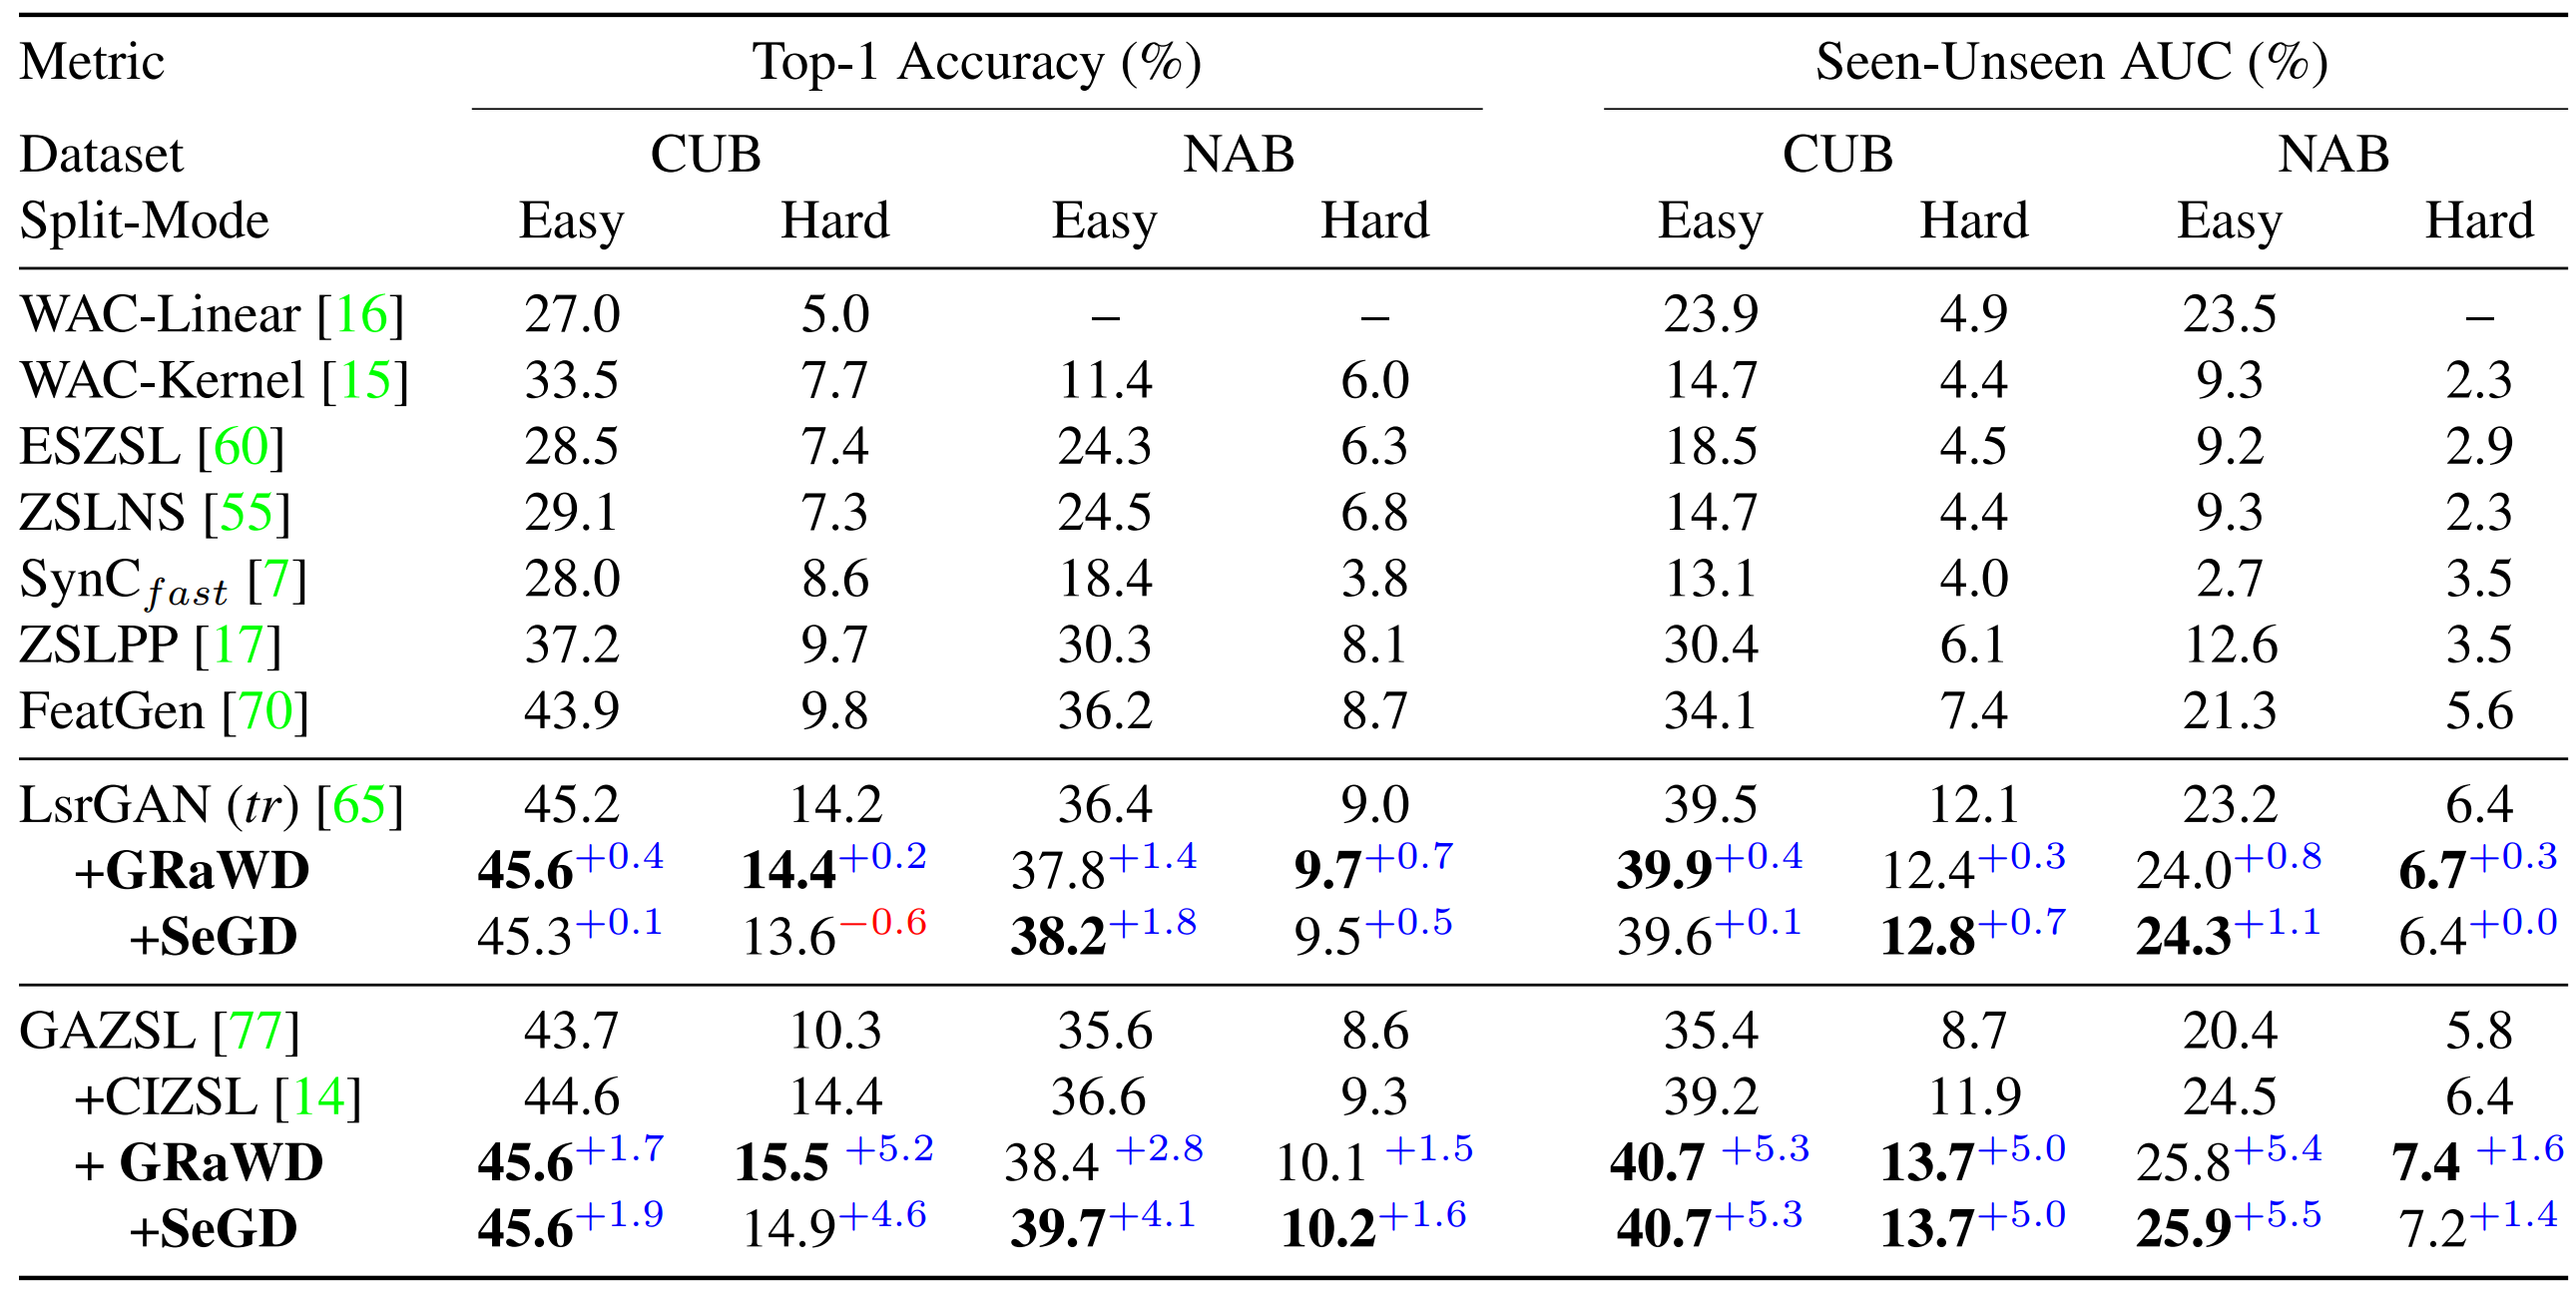 Metric Top-1 Accuracy (%) Seen-Unseen AUC (%)
Dataset CUB NAB CUB NAB
Split-Mode Easy Hard Easy Hard Easy Hard Easy Hard
WAC-Linear [16] 27.0 5.0 – – 23.9 4.9 23.5 –
WAC-Kernel [15] 33.5 7.7 11.4 6.0 14.7 4.4 9.3 2.3
ESZSL [60] 28.5 7.4 24.3 6.3 18.5 4.5 9.2 2.9
ZSLNS [55] 29.1 7.3 24.5 6.8 14.7 4.4 9.3 2.3
SynCfast [7] 28.0 8.6 18.4 3.8 13.1 4.0 2.7 3.5
ZSLPP [17] 37.2 9.7 30.3 8.1 30.4 6.1 12.6 3.5
FeatGen [70] 43.9 9.8 36.2 8.7 34.1 7.4 21.3 5.6
LsrGAN (tr) [65] 45.2 14.2 36.4 9.0 39.5 12.1 23.2 6.4
+GRaWD 45.6+0.4 14.4+0.2 37.8+1.4 9.7+0.7 39.9+0.4 12.4+0.3 24.0+0.8 6.7+0.3
+SeGD 45.3+0.1 13.6−0.6 38.2+1.8 9.5+0.5 39.6+0.1 12.8+0.7 24.3+1.1 6.4+0.0
GAZSL [77] 43.7 10.3 35.6 8.6 35.4 8.7 20.4 5.8
+CIZSL [14] 44.6 14.4 36.6 9.3 39.2 11.9 24.5 6.4
+ GRaWD 45.6+1.7 15.5 +5.2 38.4 +2.8 10.1 +1.5 40.7 +5.3 13.7+5.0 25.8+5.4 7.4 +1.6
+SeGD 45.6+1.9 14.9+4.6 39.7+4.1 10.2+1.6 40.7+5.3 13.7+5.0 25.9+5.5 7.2+1.4